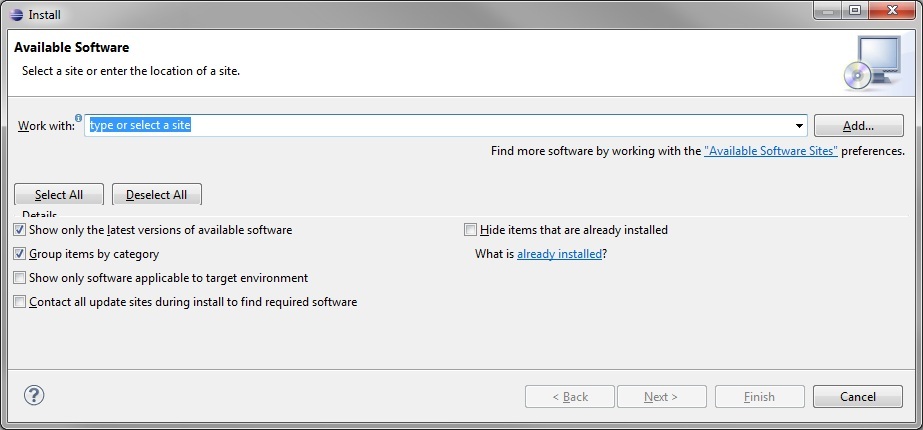 Install
Available Software
Select a site or enter the location of a site.
Work with: type or select a site Add...
Find more software by working with the "Available Software Sites" preferences.
Select All Deselect All
Details
Show only the latest versions of available software Hide items that are already installed
Group items by category What is already installed?
Show only software applicable to target environment
Contact all update sites during install to find required software
? < Back Next > Finish Cancel